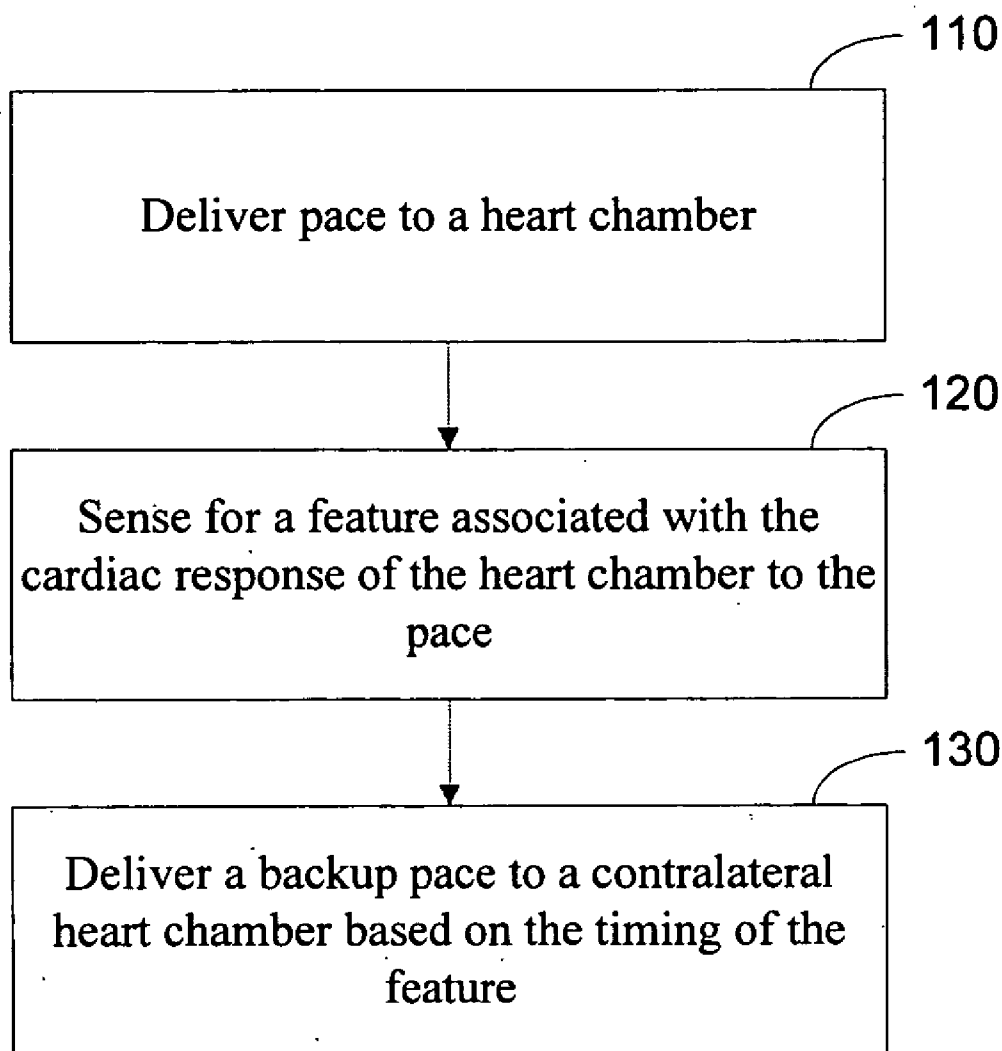 110
Deliver pace to a heart chamber
120
Sense for a feature associated with the
cardiac response of the heart chamber to the
pace
130
Deliver a backup pace to a contralateral
heart chamber based on the timing of the
feature